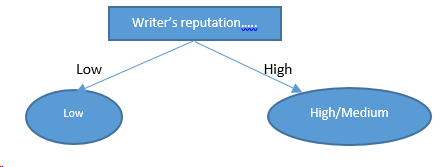 Writer's reputation.....
Low
High
Low
High/Medium